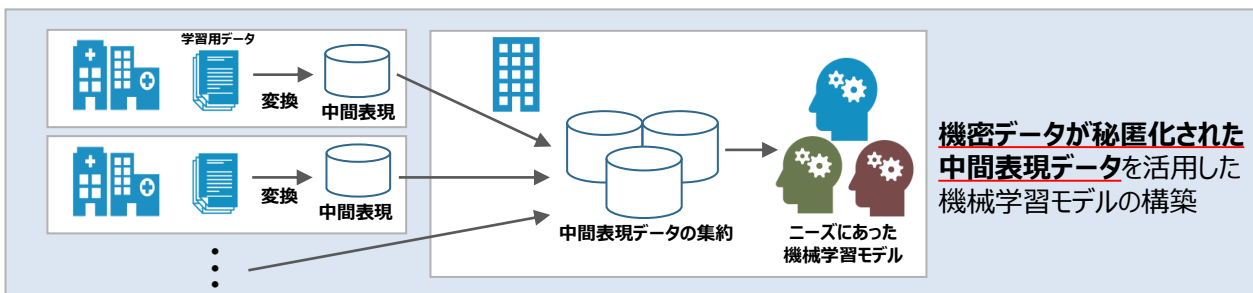 学習用データ
変換
中間表現
変換
中間表現
中間表現データの集約
ニーズにあった
機械学習モデル
機密データが秘匿化された
中間表現データを活用した
機械学習モデルの構築